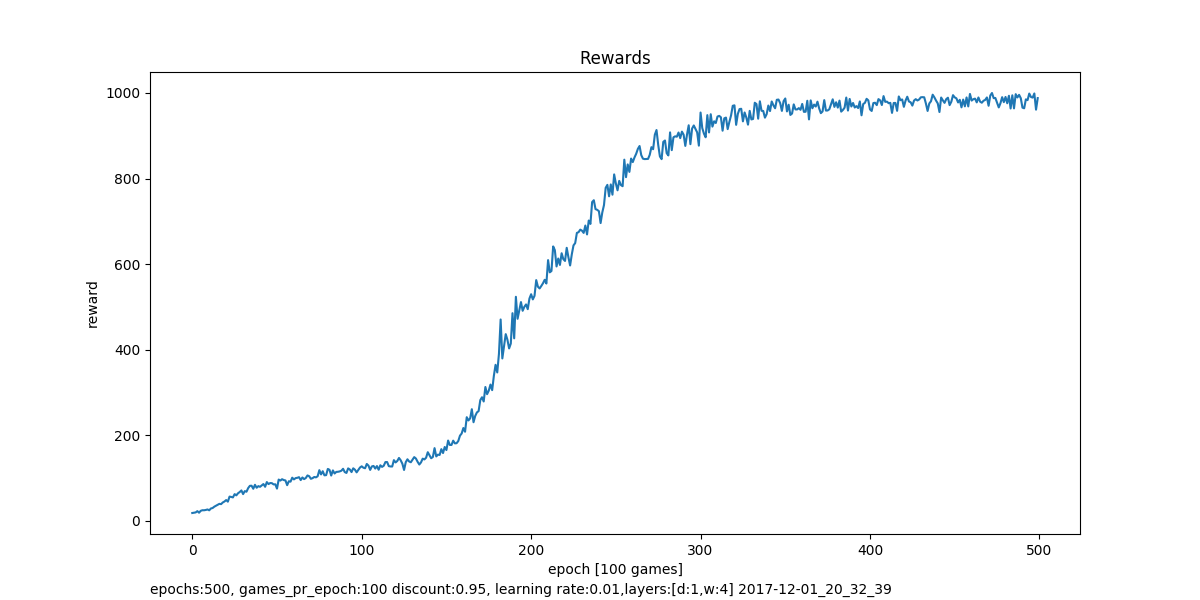 Rewards
1000
800
600
400
200
0
reward
0 100 200 300 400 500
epoch [100 games]
epochs:500, games_pr_epoch:100 discount:0.95, learning rate:0.01,layers:[d:1,w:4] 2017-12-01_20_32_39